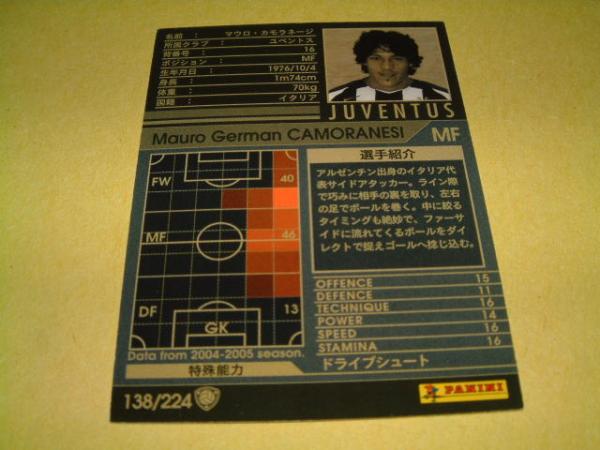 名前 : マウロ・カモラネージ
所属クラブ : ユベントス
背番号 : 16
ポジション : MF
生年月日 : 1976/10/4
身長 : 1m74cm
体重 : 70kg
国籍 : イタリア
JUVENTUS
Mauro German CAMORANESI MF
FW 40
MF 46
DF 13
GK
Data from 2004-2005 season.
選手紹介
アルゼンチン出身のイタリア代
表サイドアタッカー。ライン際
で巧みに相手の裏を取り、左右
の足でボールを巻く。中に絞る
タイミングも絶妙で、ファーサ
イドに流れてくるボールをダイ
レクトで捉えゴールへ捻じ込む。
OFFENCE 15
DEFENCE 11
TECHNIQUE 16
POWER 14
SPEED 16
STAMINA 16
特殊能力 ドライブシュート
138/224
PANINI